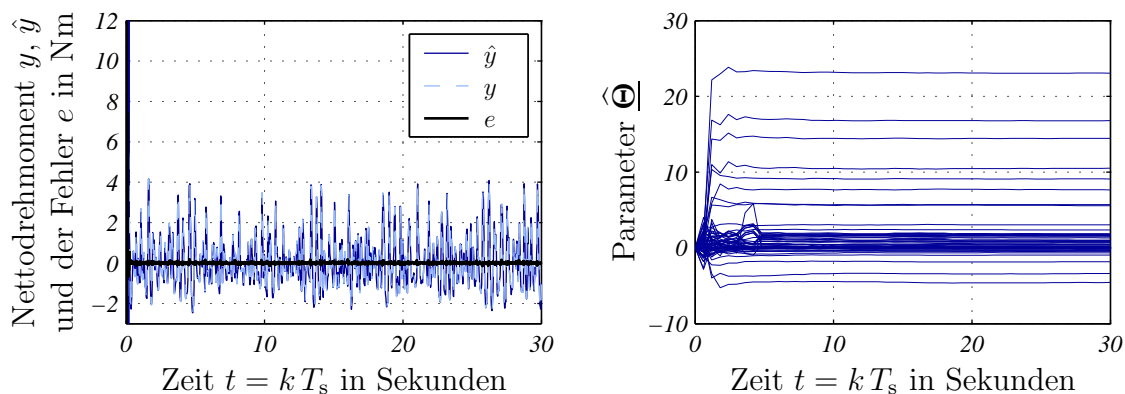 Nettodrehmoment y, ŷ
und der Fehler e in Nm
12
10
8
6
4
2
0
−2
ŷ
y
e
0 10 20 30
Zeit t = k Tₛ in Sekunden
Parameter Θ̲̂
30
20
10
0
−10
0 10 20 30
Zeit t = k Tₛ in Sekunden